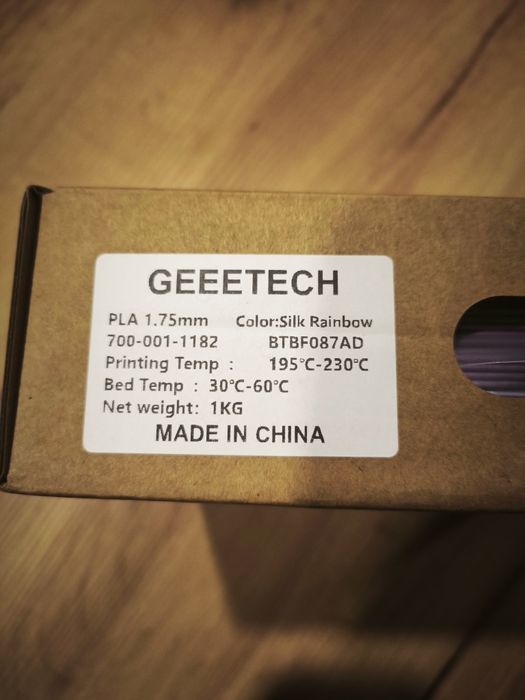 GEEETECH
PLA 1.75mm Color:Silk Rainbow
700-001-1182 BTBF087AD
Printing Temp : 195℃-230℃
Bed Temp : 30℃-60℃
Net weight: 1KG
MADE IN CHINA